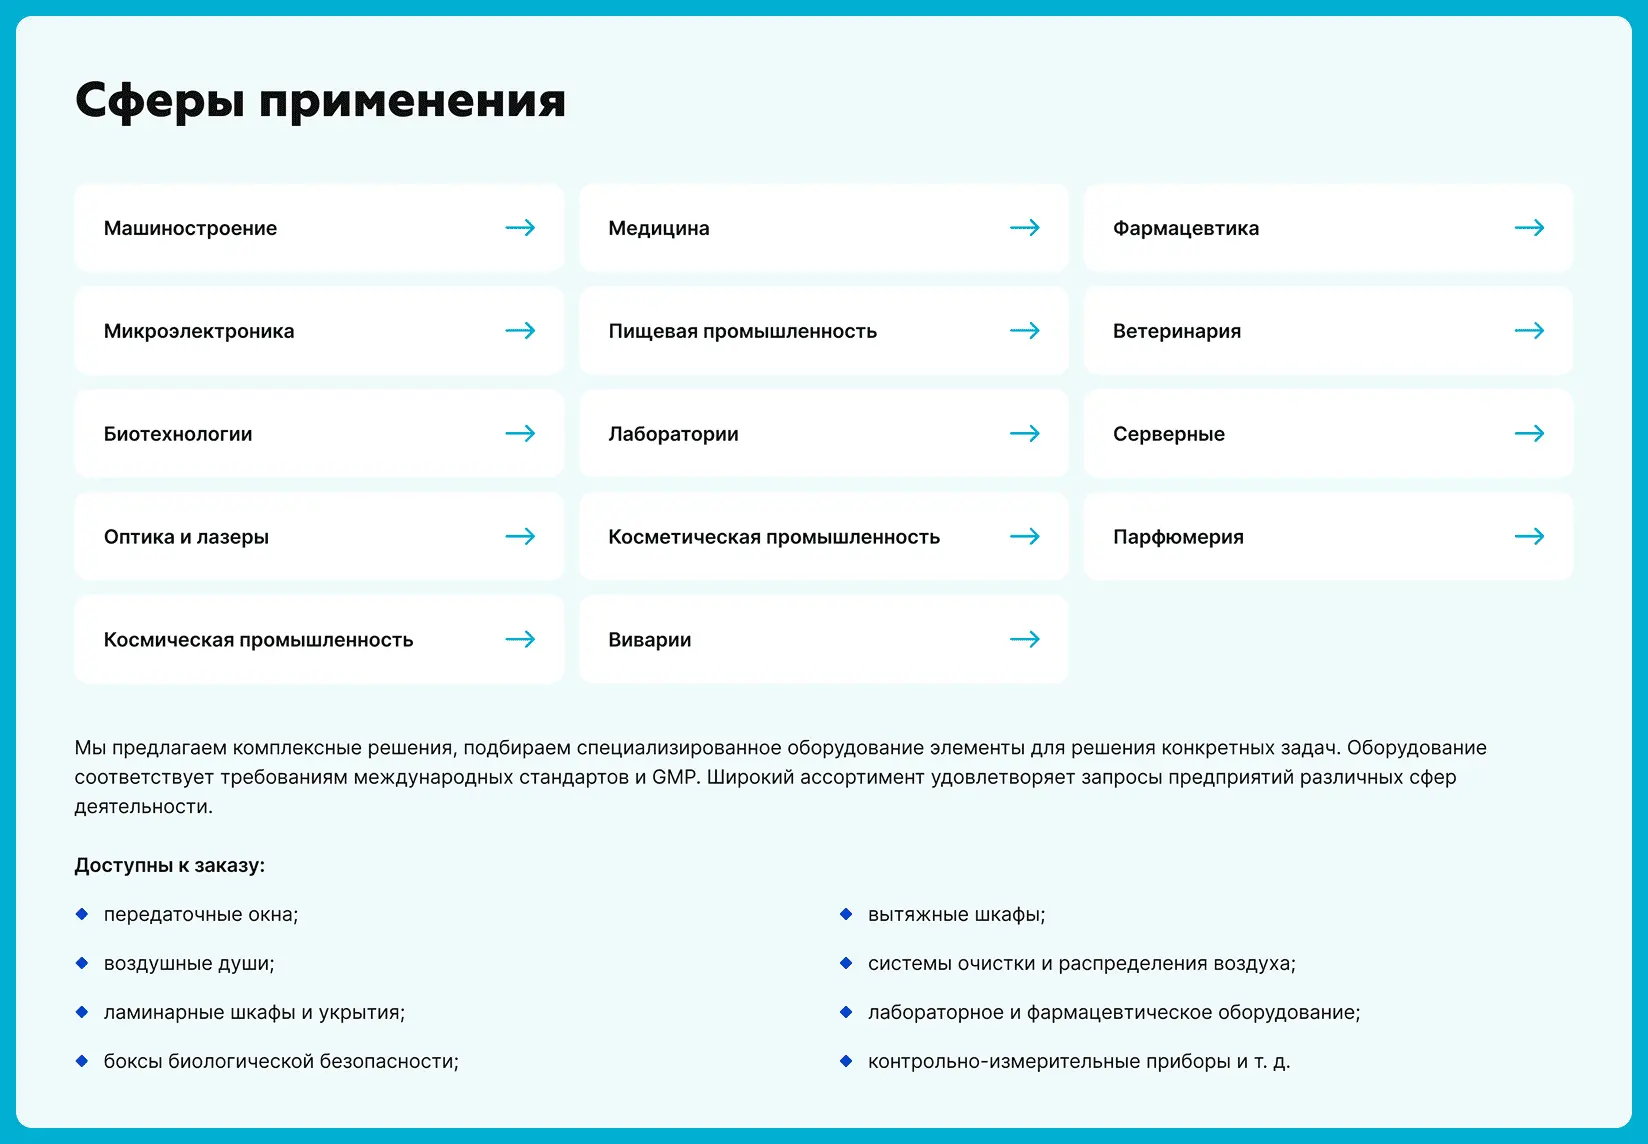 Сферы применения
Машиностроение
Медицина
Фармацевтика
Микроэлектроника
Пищевая промышленность
Ветеринария
Биотехнологии
Лаборатории
Серверные
Оптика и лазеры
Косметическая промышленность
Парфюмерия
Космическая промышленность
Виварии
Мы предлагаем комплексные решения, подбираем специализированное оборудование элементы для решения конкретных задач. Оборудование
соответствует требованиям международных стандартов и GMP. Широкий ассортимент удовлетворяет запросы предприятий различных сфер
деятельности.
Доступны к заказу:
передаточные окна;
воздушные души;
ламинарные шкафы и укрытия;
боксы биологической безопасности;
вытяжные шкафы;
системы очистки и распределения воздуха;
лабораторное и фармацевтическое оборудование;
контрольно-измерительные приборы и т. д.